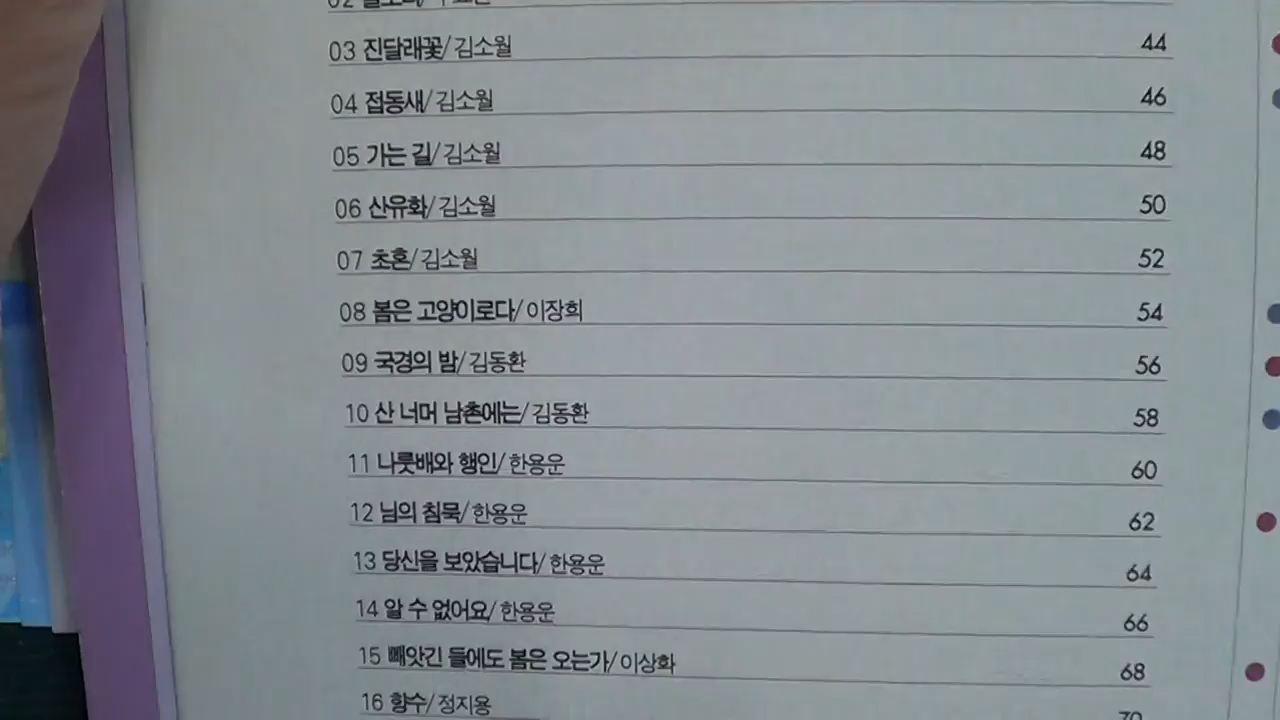 02
03 진달래꽃/ 김소월 44
04 접동새/ 김소월 46
05 가는 길/ 김소월 48
06 산유화/ 김소월 50
07 초혼/ 김소월 52
08 봄은 고양이로다/ 이장희 54
09 국경의 밤/ 김동환 56
10 산 너머 남촌에는/ 김동환 58
11 나룻배와 행인/ 한용운 60
12 님의 침묵/ 한용운 62
13 당신을 보았습니다/ 한용운 64
14 알 수 없어요/ 한용운 66
15 빼앗긴 들에도 봄은 오는가/ 이상화 68
16 향수/ 정지용 70